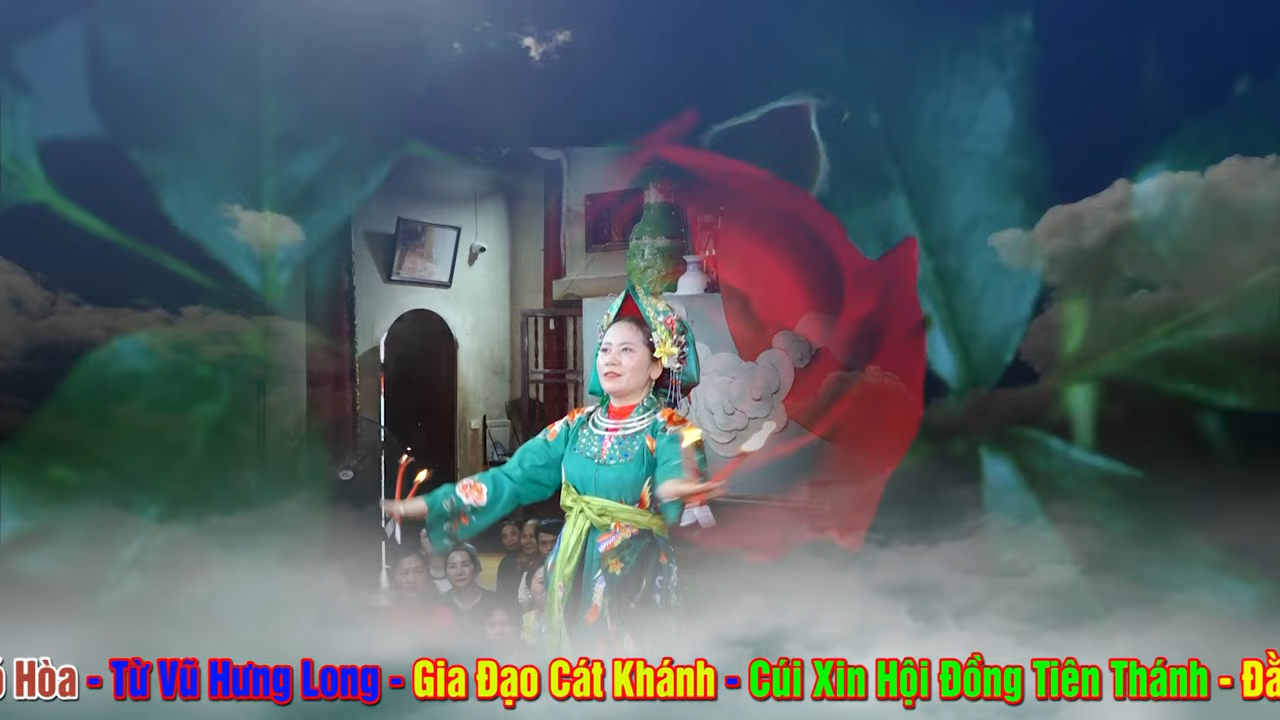 Hòa - Từ Vũ Hưng Long - Gia Đạo Cát Khánh - Cúi Xin Hội Đồng Tiên Thánh -